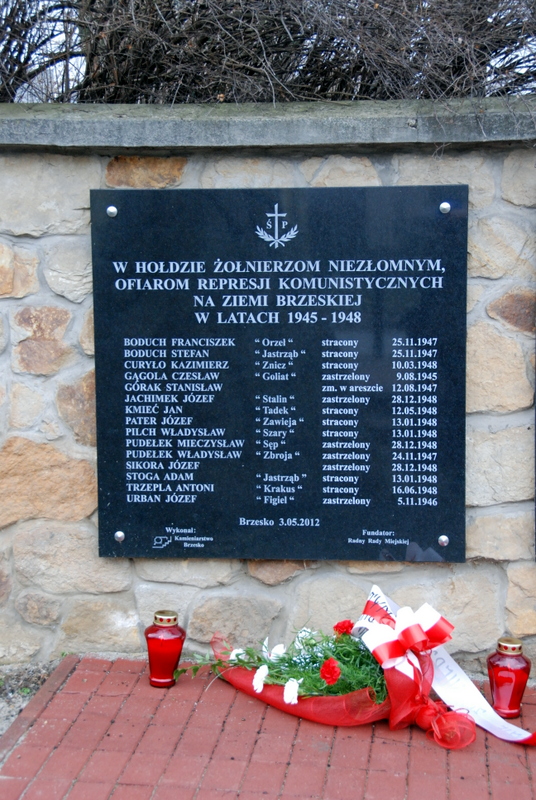 Ś P
W HOŁDZIE ŻOŁNIERZOM NIEZŁOMNYM,
OFIAROM REPRESJI KOMUNISTYCZNYCH
NA ZIEMI BRZESKIEJ
W LATACH 1945 - 1948
BODUCH FRANCISZEK "Orzeł" stracony 25.11.1947
BODUCH STEFAN "Jastrząb" stracony 25.11.1947
CURYŁO KAZIMIERZ "Znicz" stracony 10.03.1948
GĄGOLA CZESŁAW "Goliat" zastrzelony 9.08.1945
GÓRAK STANISŁAW zm. w areszcie 12.08.1947
JACHIMEK JÓZEF "Stalin" zastrzelony 28.12.1948
KMIEĆ JAN "Tadek" stracony 12.05.1948
PATER JÓZEF "Zawieja" stracony 13.01.1948
PILCH WŁADYSŁAW "Szary" stracony 13.01.1948
PUDEŁEK MIECZYSŁAW "Sęp" zastrzelony 28.12.1948
PUDEŁEK WŁADYSŁAW "Zbroja" zastrzelony 24.11.1947
SIKORA JÓZEF zastrzelony 28.12.1948
STOGA ADAM "Jastrząb" stracony 13.01.1948
TRZEPLA ANTONI "Krakus" stracony 16.06.1948
URBAN JÓZEF "Figiel" zastrzelony 5.11.1946
Brzesko 3.05.2012
Wykonał: Fundator:
Kamieniarstwo Radny Rady Miejskiej
Brzesko